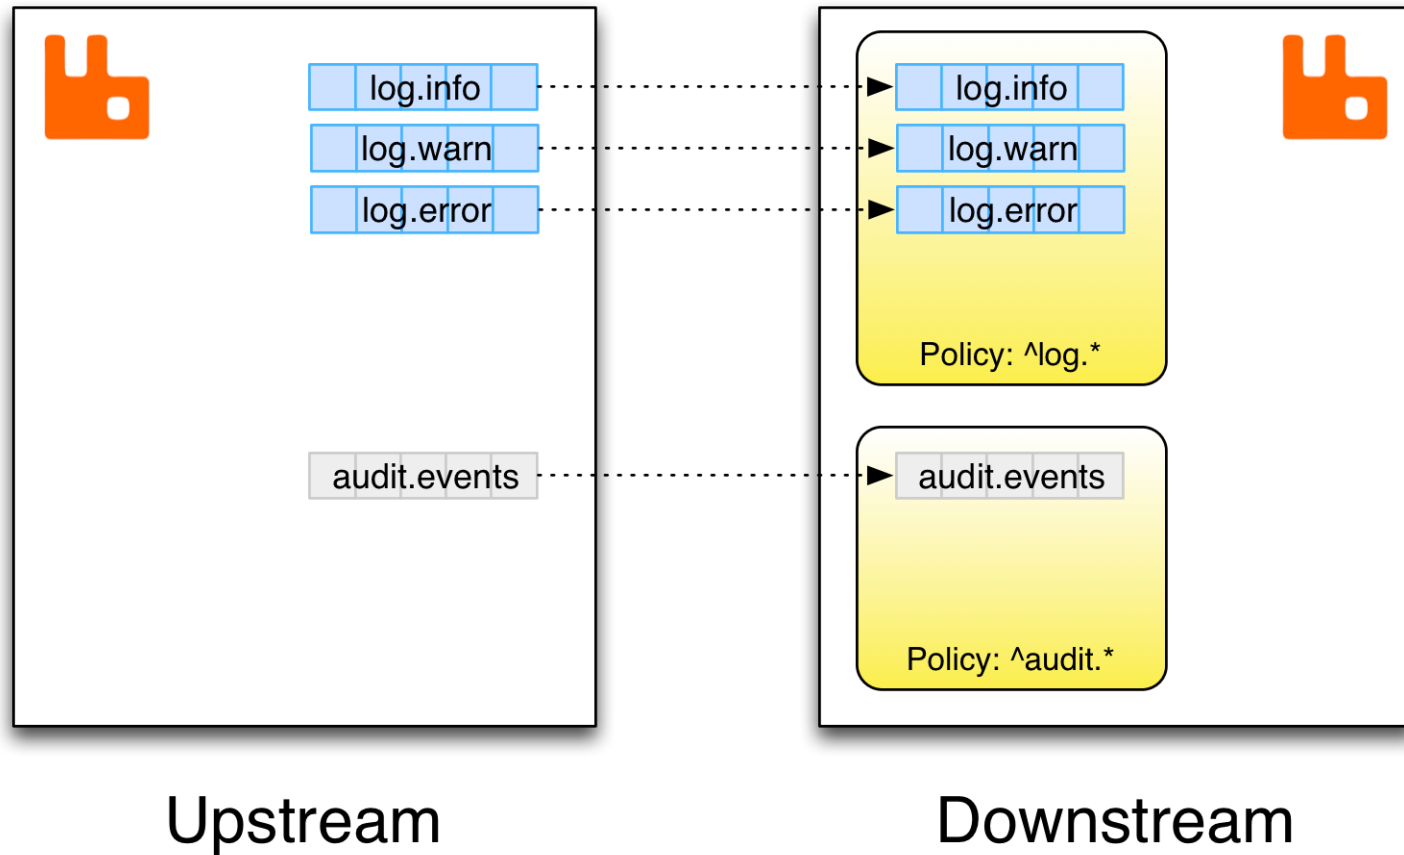 log.info
log.warn
log.error
audit.events
Upstream
log.info
log.warn
log.error
Policy: ^log.*
audit.events
Policy: ^audit.*
Downstream